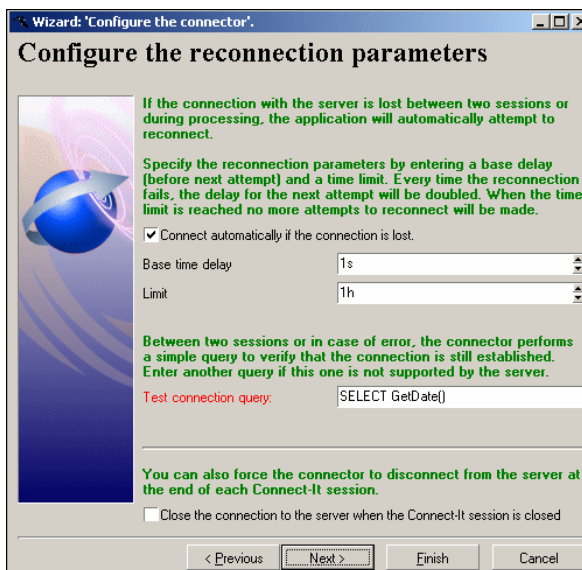 Wizard: 'Configure the connector'.
Configure the reconnection parameters
If the connection with the server is lost between two sessions or
during processing, the application will automatically attempt to
reconnect.
Specify the reconnection parameters by entering a base delay
(before next attempt) and a time limit. Every time the reconnection
fails, the delay for the next attempt will be doubled. When the time
limit is reached no more attempts to reconnect will be made.
Connect automatically if the connection is lost.
Base time delay 1s
Limit 1h
Between two sessions or in case of error, the connector performs
a simple query to verify that the connection is still established.
Enter another query if this one is not supported by the server.
Test connection query: SELECT GetDate()
You can also force the connector to disconnect from the server at
the end of each Connect-It session.
Close the connection to the server when the Connect-It session is closed
< Previous Next > Finish Cancel